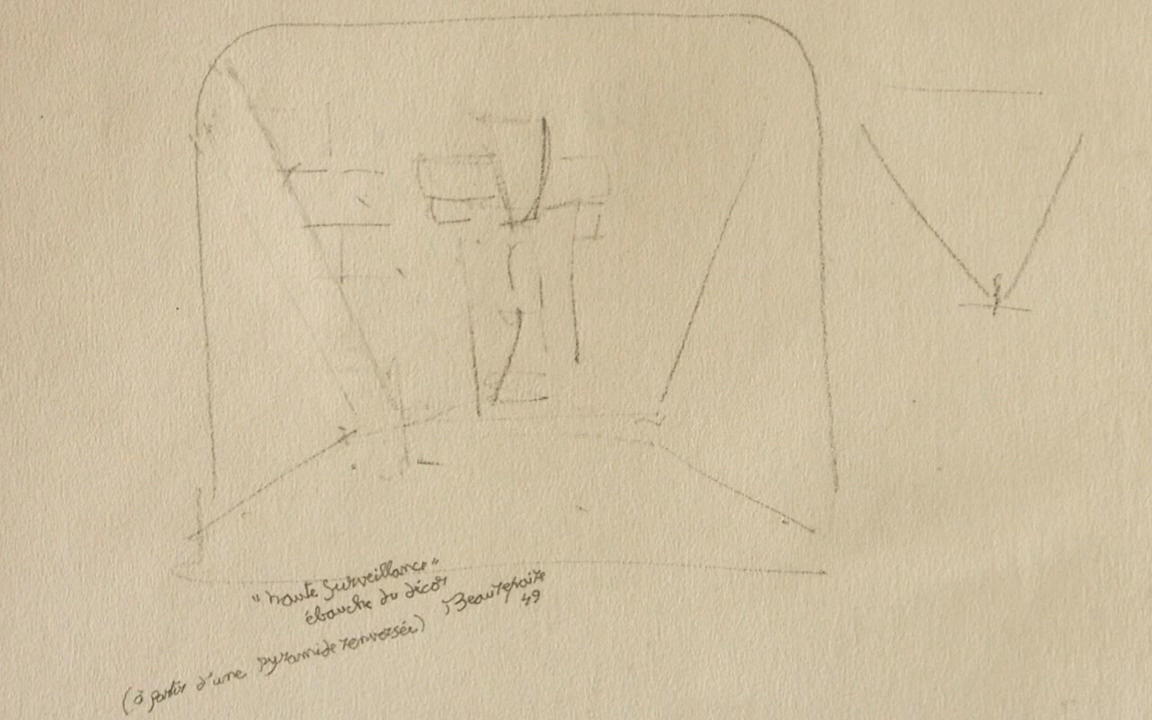 "haute surveillance"
ébauche du décor
(à partir d'une pyramide renversée) Beaurepaire
49